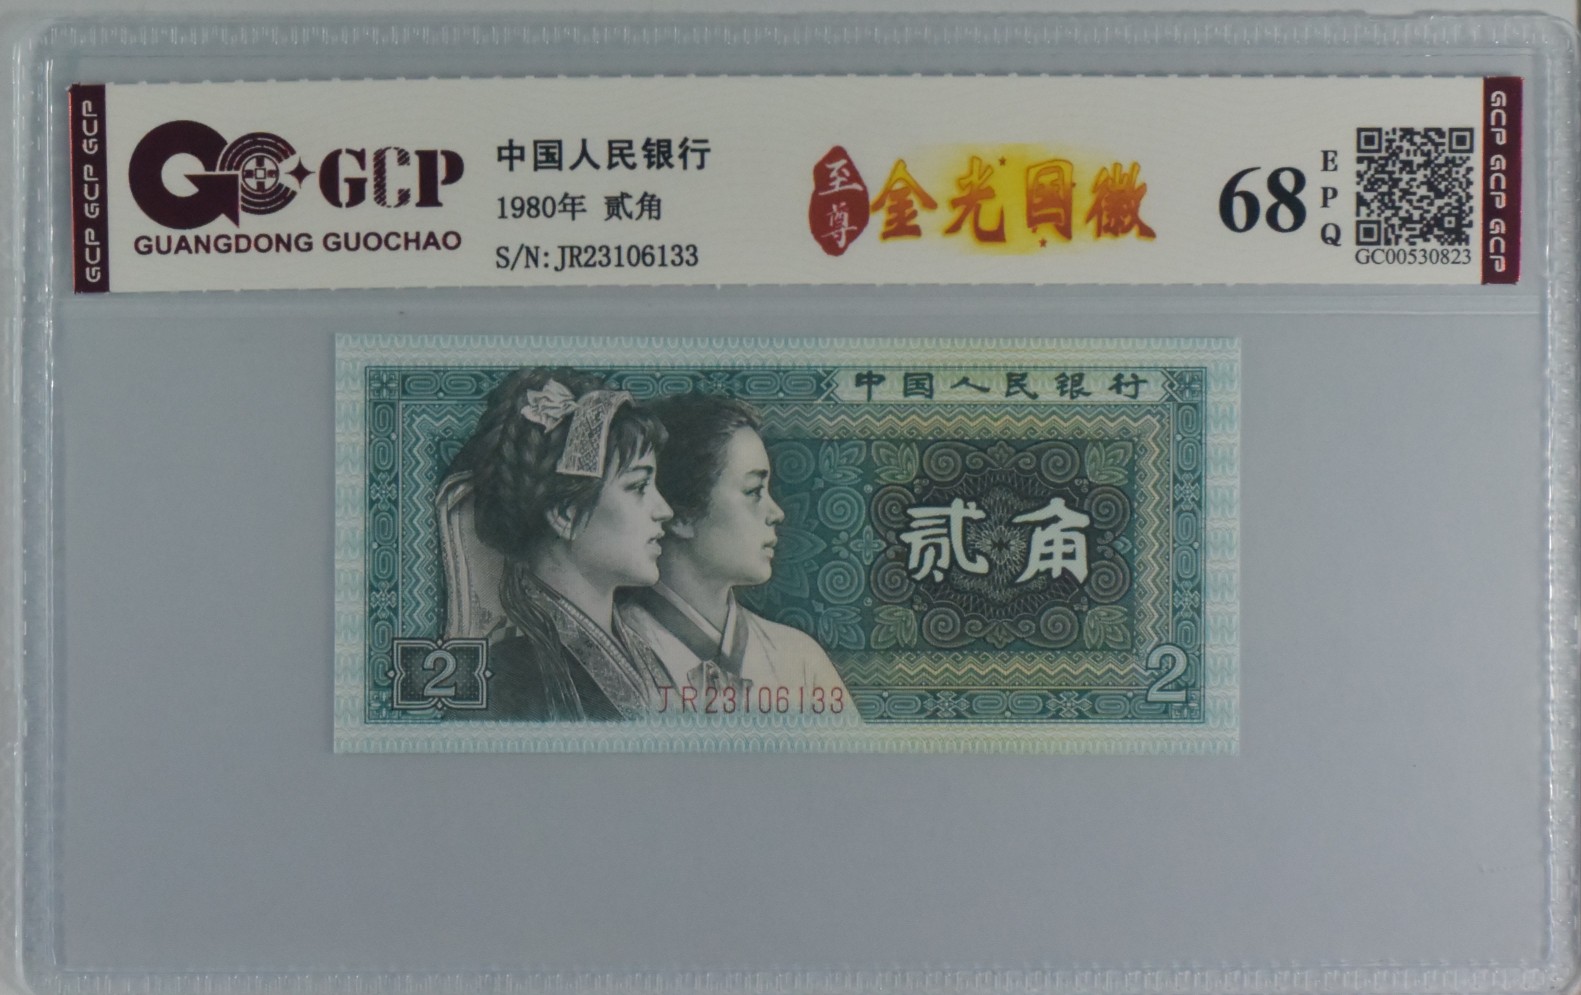 GCP GCP GCP
GCP
GUANGDONG GUOCHAO
中国人民银行
1980年 贰角
S/N:JR23106133
至尊
金光国徽
68
EPQ
GC00530823
GCP GCP GCP
中国人民银行
贰角
2
JR23106133
2